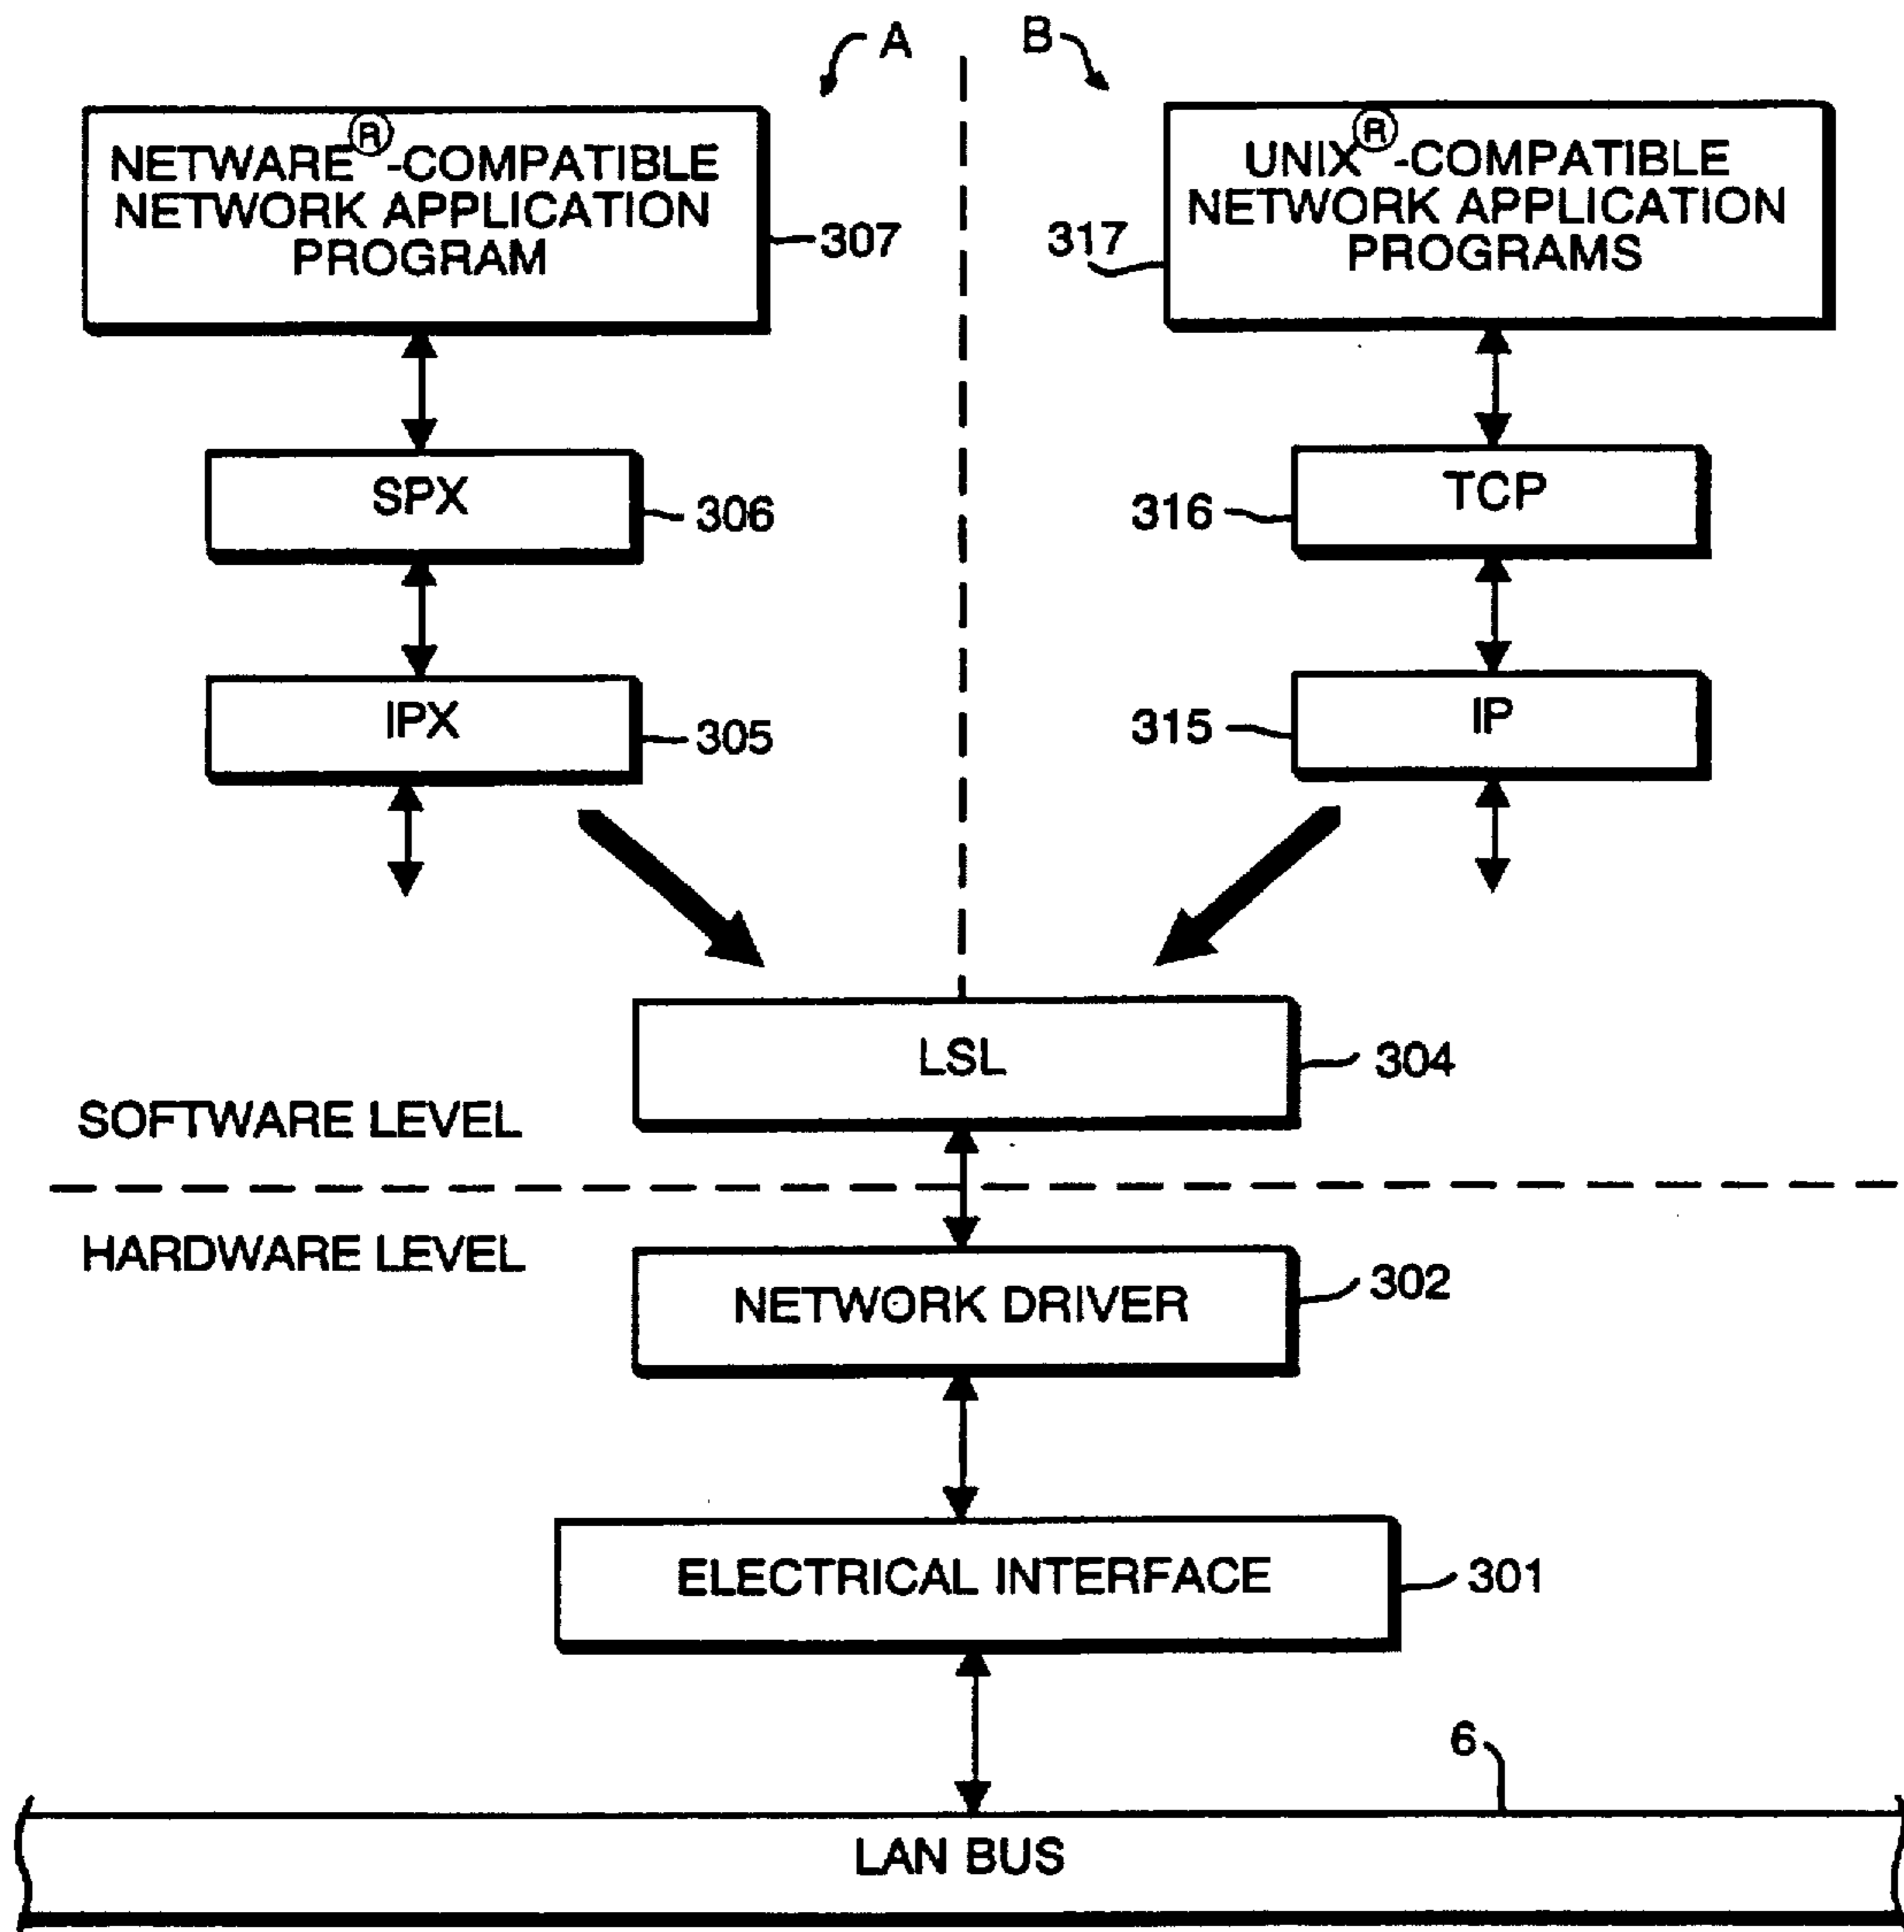 A
B
NETWARE®-COMPATIBLE
NETWORK APPLICATION
PROGRAM
307
UNIX®-COMPATIBLE
NETWORK APPLICATION
PROGRAMS
317
SPX
306
TCP
316
IPX
305
IP
315
LSL
304
SOFTWARE LEVEL
HARDWARE LEVEL
NETWORK DRIVER
302
ELECTRICAL INTERFACE
301
6
LAN BUS